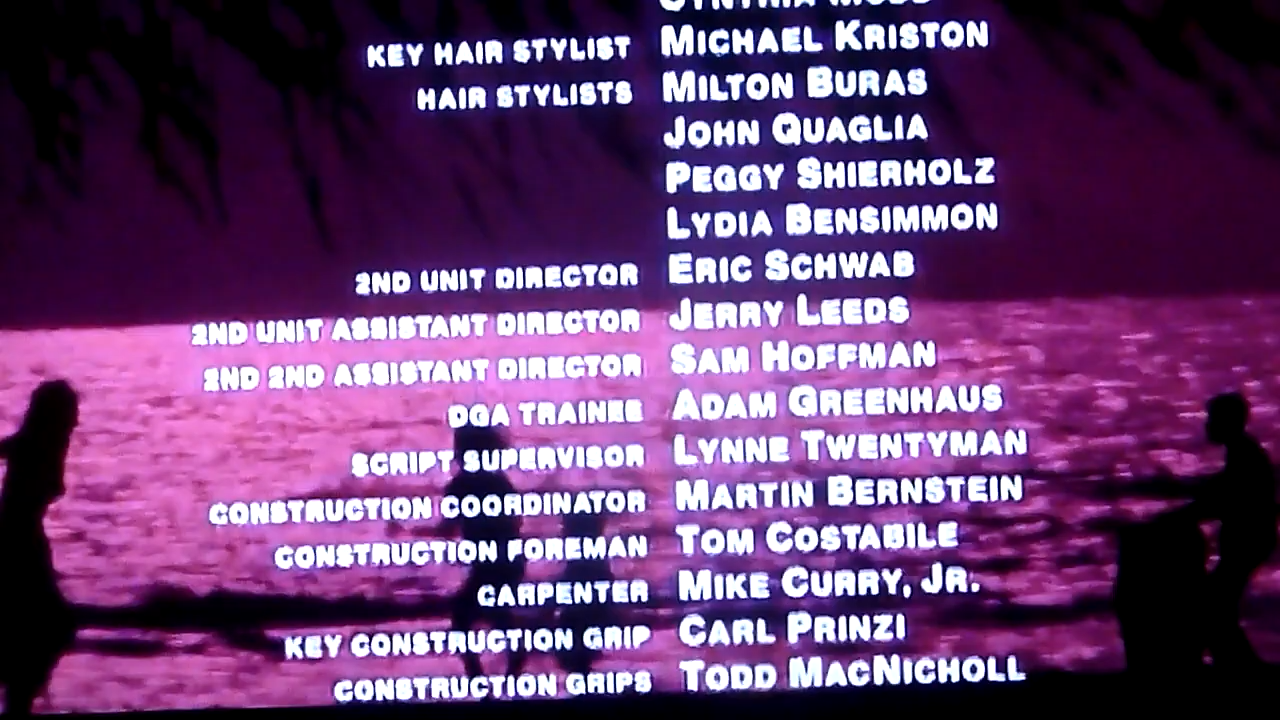 KEY HAIR STYLIST MICHAEL KRISTON
HAIR STYLISTS MILTON BURAS
JOHN QUAGLIA
PEGGY SHIERHOLZ
LYDIA BENSIMMON
2ND UNIT DIRECTOR ERIC SCHWAB
2ND UNIT ASSISTANT DIRECTOR JERRY LEEDS
2ND 2ND ASSISTANT DIRECTOR SAM HOFFMAN
DGA TRAINEE ADAM GREENHAUS
SCRIPT SUPERVISOR LYNNE TWENTYMAN
CONSTRUCTION COORDINATOR MARTIN BERNSTEIN
CONSTRUCTION FOREMAN TOM COSTABILE
CARPENTER MIKE CURRY, JR.
KEY CONSTRUCTION GRIP CARL PRINZI
CONSTRUCTION GRIPS TODD MACNICHOLL